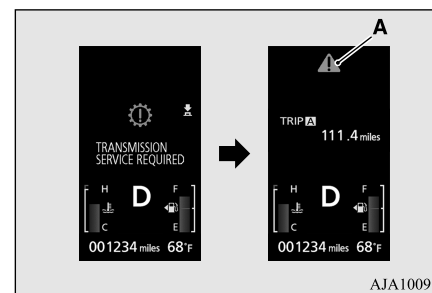 A
TRANSMISSION
SERVICE REQUIRED
H
F
D
C
E
001234 miles 68°F
TRIP A
111.4 miles
H
F
D
C
E
001234 miles 68°F
AJA1009